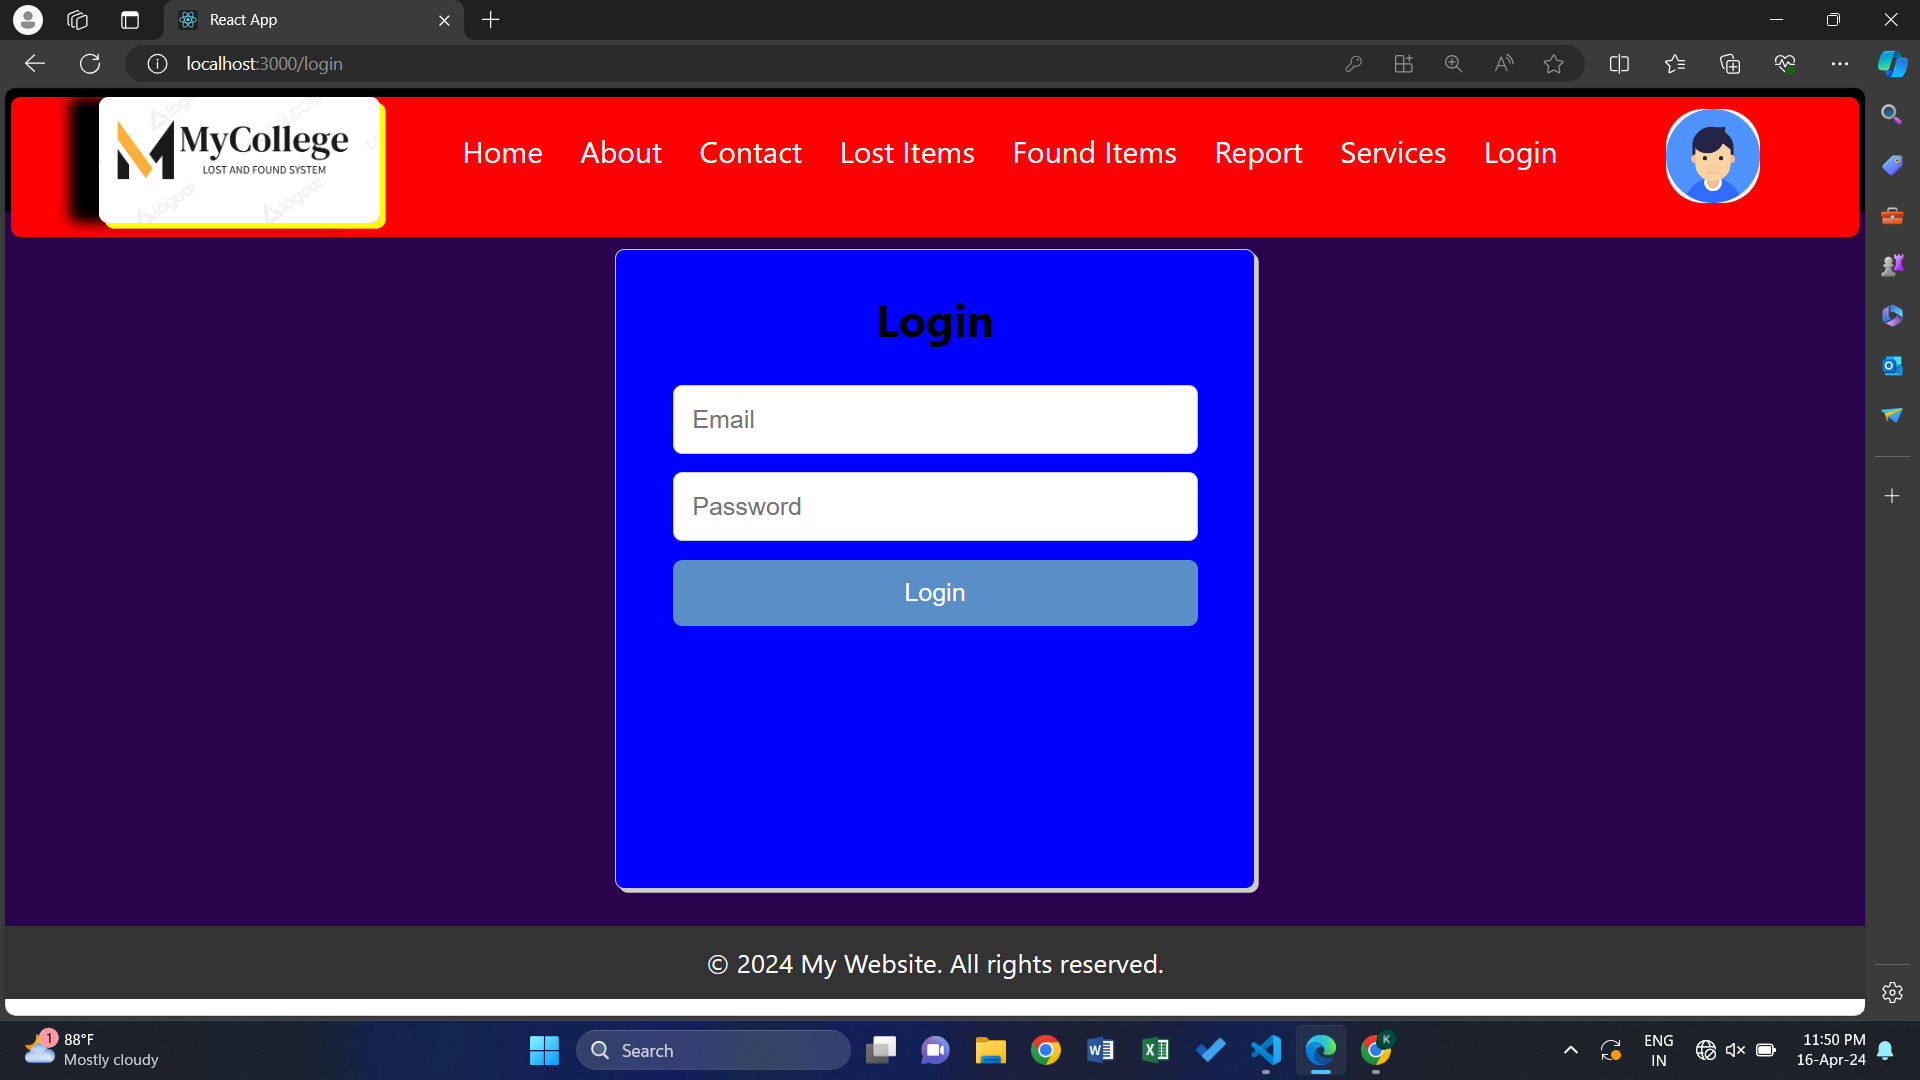 React App
localhost:3000/login
MyCollege
LOST AND FOUND SYSTEM
Home About Contact Lost Items Found Items Report Services Login
Login
Email
Password
Login
© 2024 My Website. All rights reserved.
1
88°F
Mostly cloudy
Search
K
ENG
IN
11:50 PM
16-Apr-24